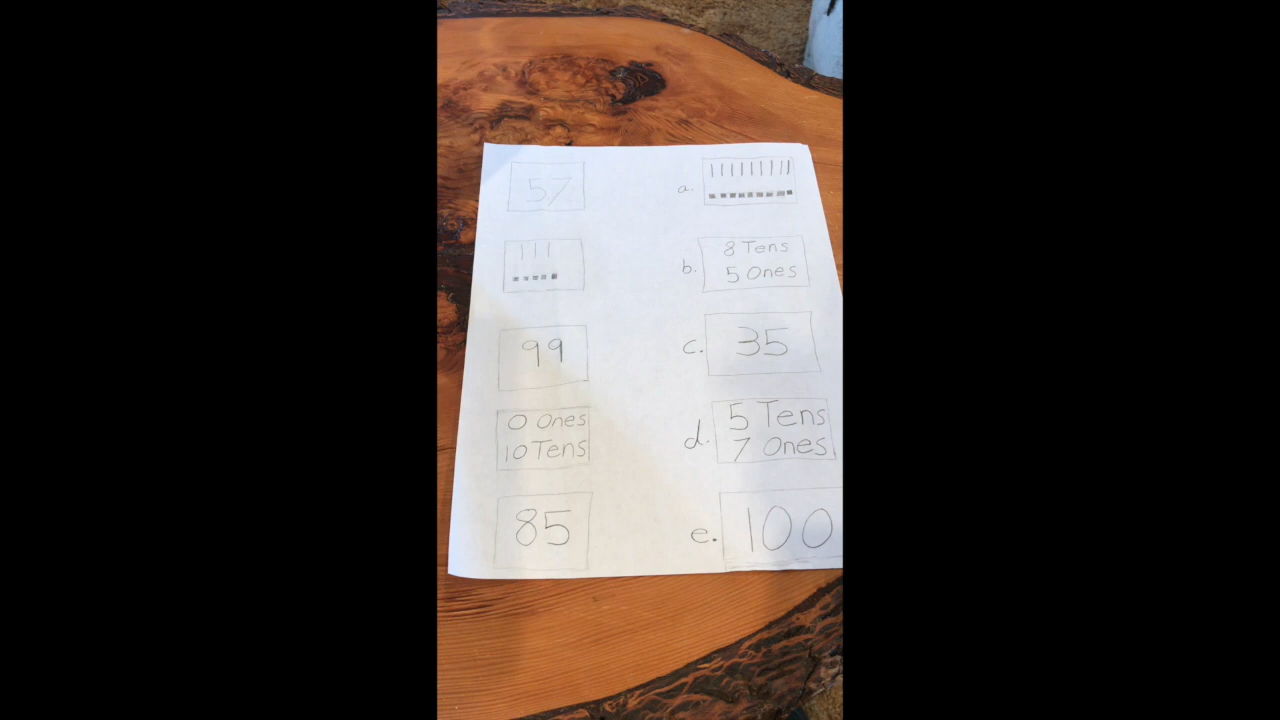 57
a.
b.
8 Tens
5 Ones
99
c.
35
0 Ones
10 Tens
d.
5 Tens
7 Ones
85
e.
100